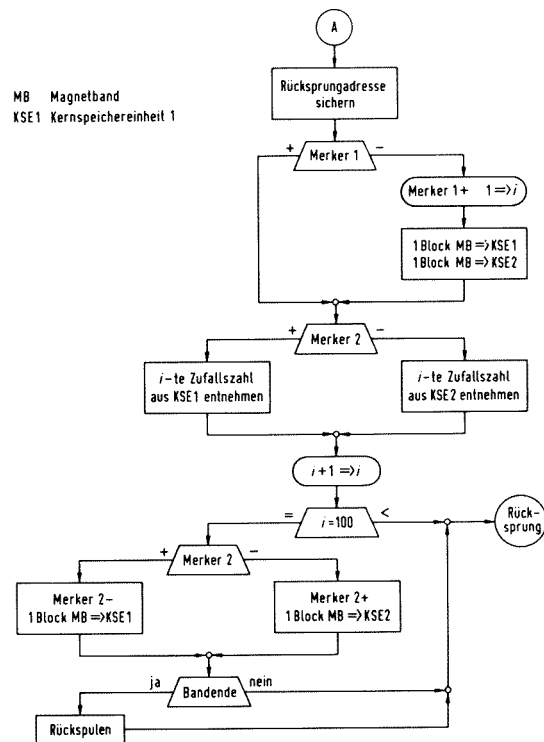 A
MB Magnetband
KSE1 Kernspeichereinheit 1
Rücksprungadresse
sichern
+ Merker 1 −
Merker 1+ 1 => i
1 Block MB => KSE1
1 Block MB => KSE2
+ Merker 2 −
i-te Zufallszahl
aus KSE1 entnehmen
i-te Zufallszahl
aus KSE2 entnehmen
i+1 => i
= i=100 <
Rück-
sprung
+ Merker 2 −
Merker 2−
1 Block MB => KSE1
Merker 2+
1 Block MB => KSE2
ja Bandende nein
Rückspulen